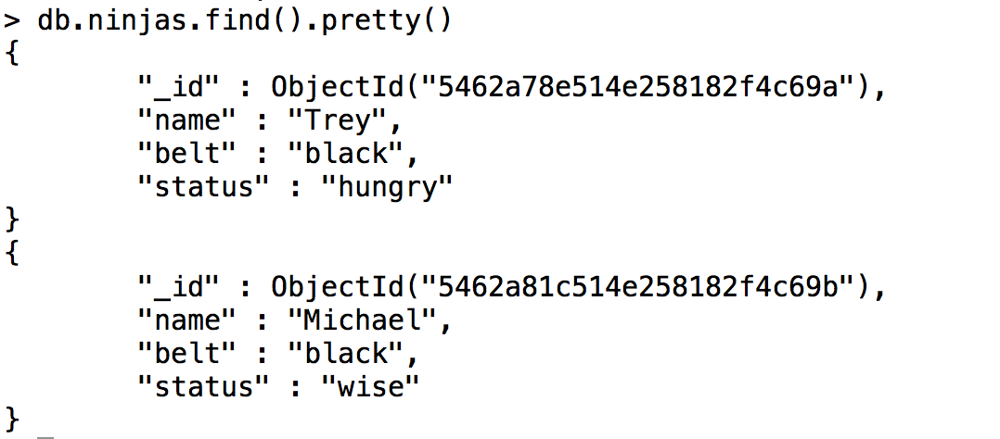 > db.ninjas.find().pretty()
{
        "_id" : ObjectId("5462a78e514e258182f4c69a"),
        "name" : "Trey",
        "belt" : "black",
        "status" : "hungry"
}
{
        "_id" : ObjectId("5462a81c514e258182f4c69b"),
        "name" : "Michael",
        "belt" : "black",
        "status" : "wise"
}